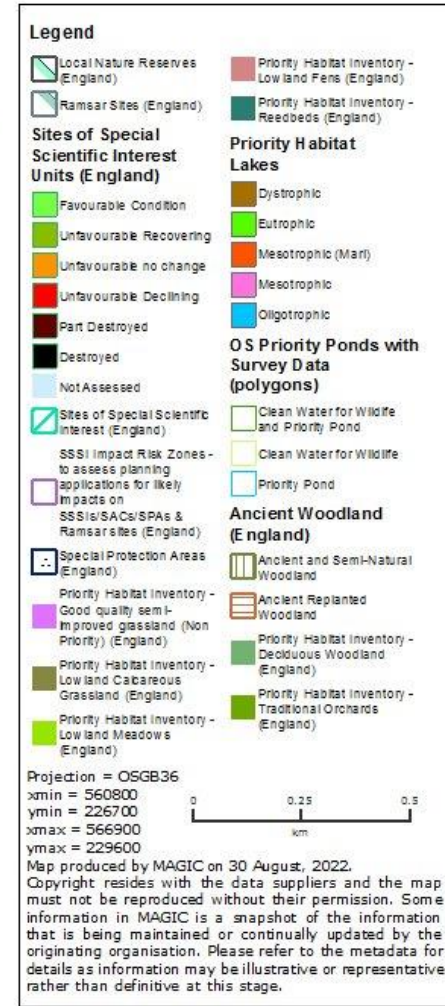 Legend
Local Nature Reserves
(England)
Ramsar Sites (England)
Sites of Special
Scientific Interest
Units (England)
Favourable Condition
Unfavourable Recovering
Unfavourable no change
Unfavourable Declining
Part Destroyed
Destroyed
Not Assessed
Sites of Special Scientific
Interest (England)
SSSI Impact Risk Zones -
to assess planning
applications for likely
impacts on
SSSIs/SACs/SPAs &
Ramsar sites (England)
Special Protection Areas
(England)
Priority Habitat Inventory -
Good quality semi-
improved grassland (Non
Priority) (England)
Priority Habitat Inventory -
Lowland Calcareous
Grassland (England)
Priority Habitat Inventory -
Lowland Meadows
(England)
Priority Habitat Inventory -
Lowland Fens (England)
Priority Habitat Inventory -
Reedbeds (England)
Priority Habitat
Lakes
Dystrophic
Eutrophic
Mesotrophic (Marl)
Mesotrophic
Oligotrophic
OS Priority Ponds with
Survey Data
(polygons)
Clean Water for Wildlife
and Priority Pond
Clean Water for Wildlife
Priority Pond
Ancient Woodland
(England)
Ancient and Semi-Natural
Woodland
Ancient Replanted
Woodland
Priority Habitat Inventory -
Deciduous Woodland
(England)
Priority Habitat Inventory -
Traditional Orchards
(England)
Projection = OSGB36
xmin = 560800
ymin = 226700
xmax = 566900
ymax = 229600
0 0.25 0.5
km
Map produced by MAGIC on 30 August, 2022.
Copyright resides with the data suppliers and the map
must not be reproduced without their permission. Some
information in MAGIC is a snapshot of the information
that is being maintained or continually updated by the
originating organisation. Please refer to the metadata for
details as information may be illustrative or representative
rather than definitive at this stage.